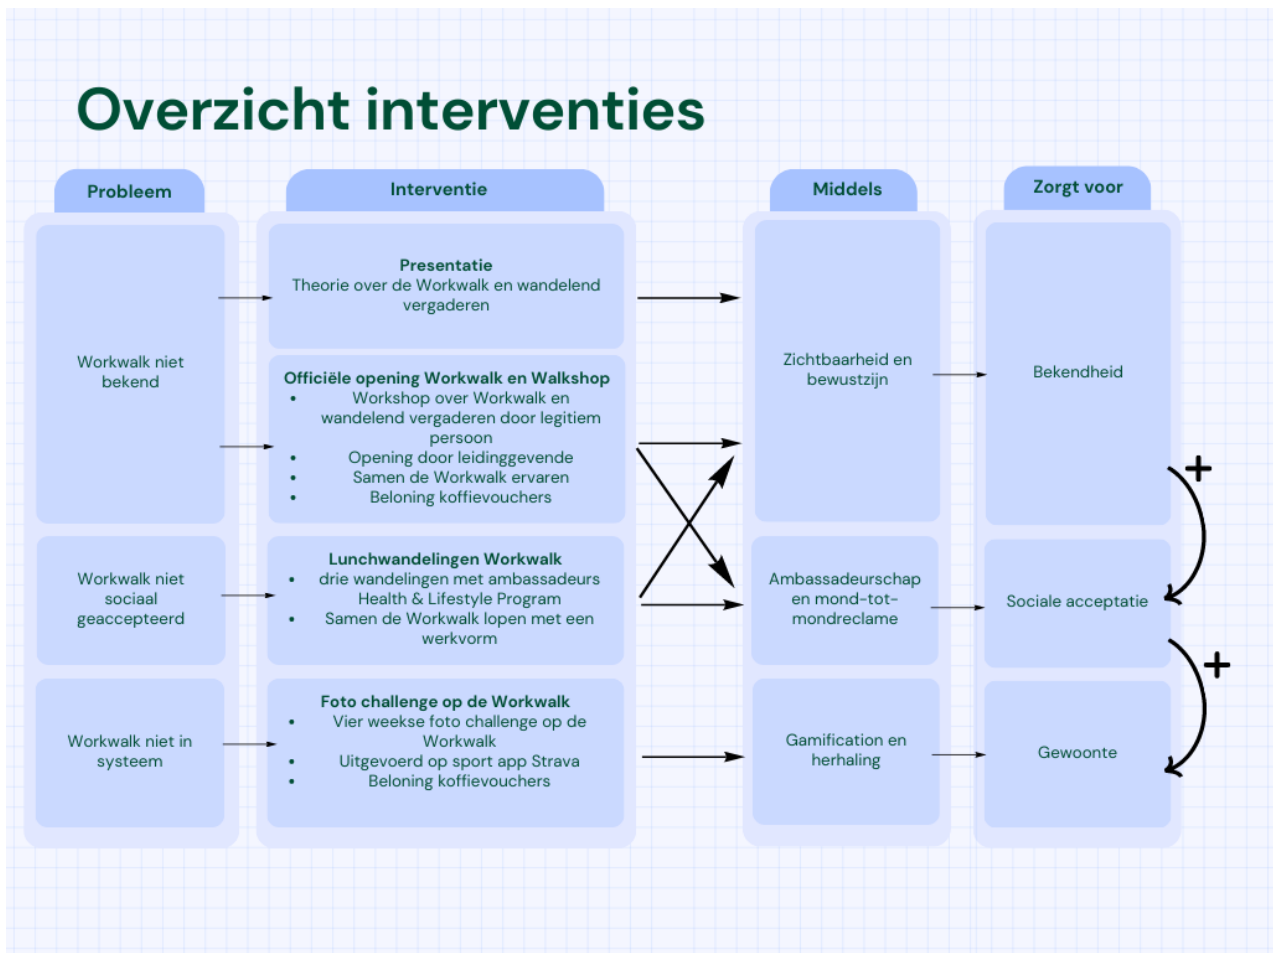 Overzicht interventies
Probleem
Interventie
Middels
Zorgt voor
Workwalk niet
bekend
Presentatie
Theorie over de Workwalk en wandelend
vergaderen
Officiële opening Workwalk en Walkshop
• Workshop over Workwalk en
wandelend vergaderen door legitiem
persoon
• Opening door leidinggevende
• Samen de Workwalk ervaren
• Beloning koffievouchers
Zichtbaarheid en
bewustzijn
Bekendheid
+
Workwalk niet
sociaal
geaccepteerd
Lunchwandelingen Workwalk
• drie wandelingen met ambassadeurs
Health & Lifestyle Program
• Samen de Workwalk lopen met een
werkvorm
Ambassadeurschap
en mond-tot-
mondreclame
Sociale acceptatie
+
Workwalk niet in
systeem
Foto challenge op de Workwalk
• Vier weekse foto challenge op de
Workwalk
• Uitgevoerd op sport app Strava
• Beloning koffievouchers
Gamification en
herhaling
Gewoonte